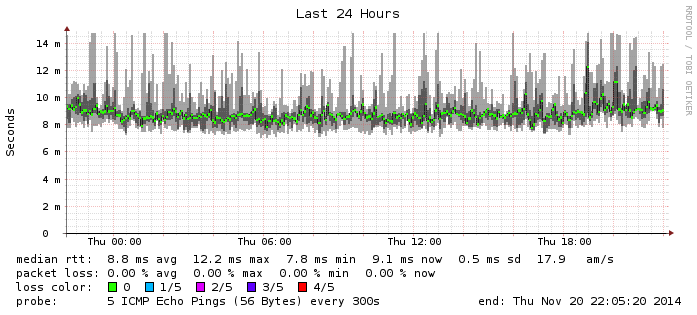 Last 24 Hours
RRDTOOL / TOBI OETIKER
Seconds
14 m
12 m
10 m
8 m
6 m
4 m
2 m
0
Thu 00:00 Thu 06:00 Thu 12:00 Thu 18:00
median rtt: 8.8 ms avg 12.2 ms max 7.8 ms min 9.1 ms now 0.5 ms sd 17.9 am/s
packet loss: 0.00 % avg 0.00 % max 0.00 % min 0.00 % now
loss color: 0 1/5 2/5 3/5 4/5
probe: 5 ICMP Echo Pings (56 Bytes) every 300s end: Thu Nov 20 22:05:20 2014